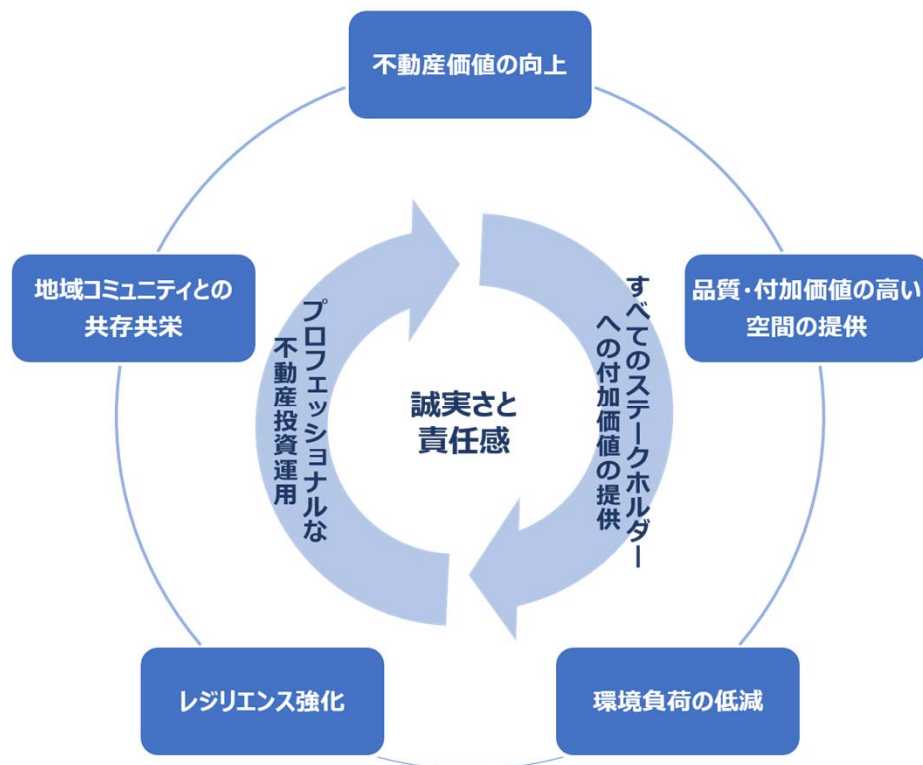 不動産価値の向上
地域コミュニティとの
共存共栄
品質・付加価値の高い
空間の提供
プロフェッショナルな
不動産投資運用
誠実さと
責任感
すべてのステークホルダー
への付加価値の提供
レジリエンス強化
環境負荷の低減